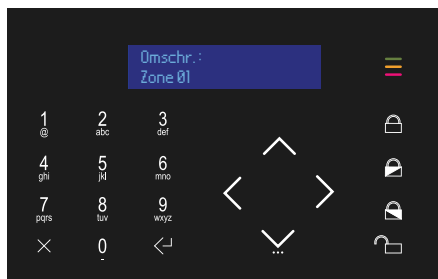 Omschr.:
Zone 01
1 2 3
@ abc def
4 5 6
ghi jkl mno
7 8 9
pqrs tuv wxyz
0
-
...